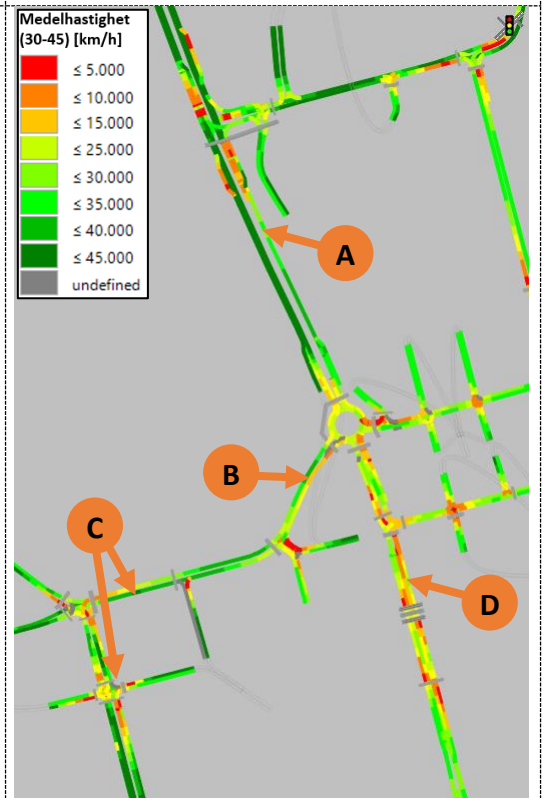 Medelhastighet
(30-45) [km/h]
≤ 5.000
≤ 10.000
≤ 15.000
≤ 25.000
≤ 30.000
≤ 35.000
≤ 40.000
≤ 45.000
undefined
A
B
C
D